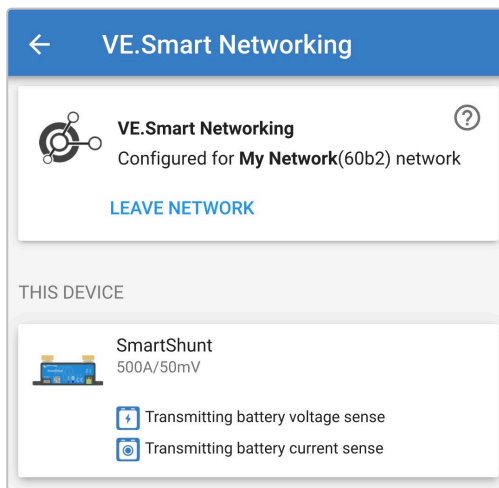 VE.Smart Networking
VE.Smart Networking
Configured for My Network(60b2) network
LEAVE NETWORK
THIS DEVICE
SmartShunt
500A/50mV
Transmitting battery voltage sense
Transmitting battery current sense